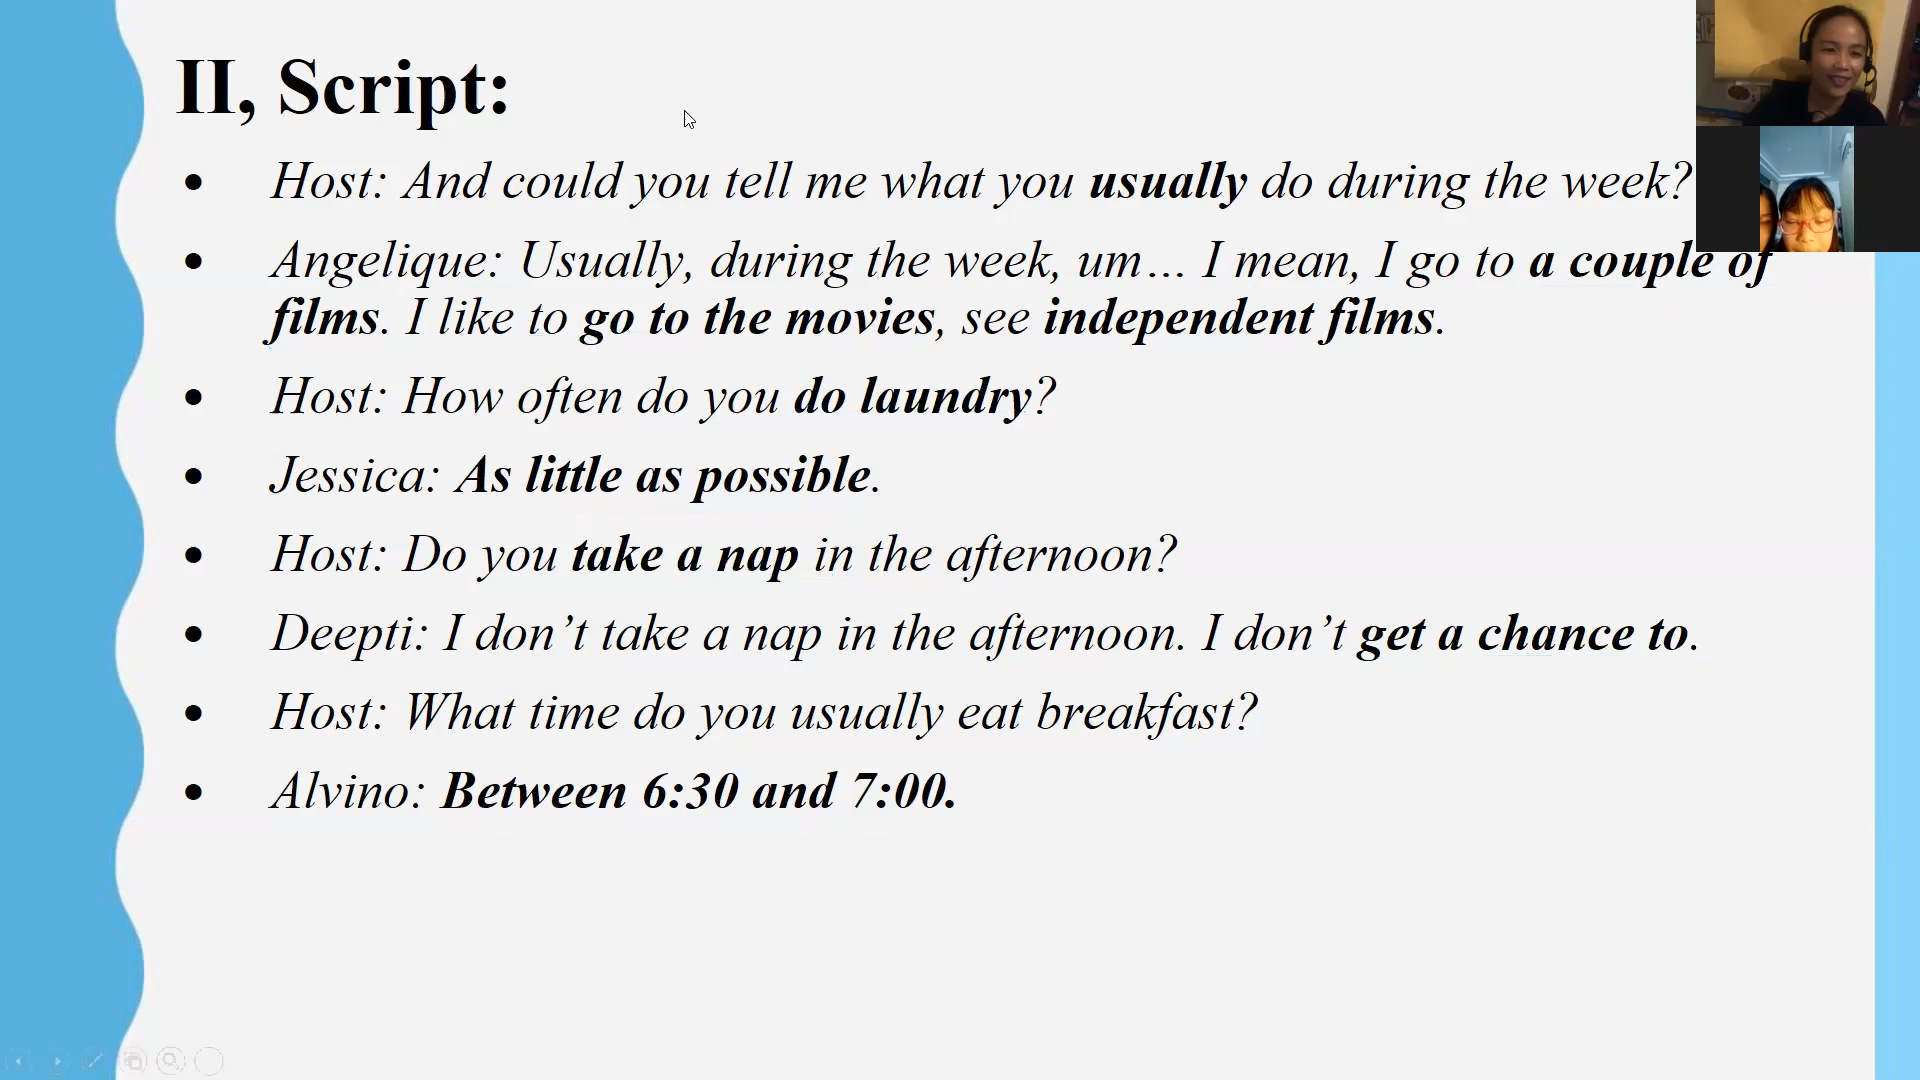 II, Script:
• Host: And could you tell me what you usually do during the week?
• Angelique: Usually, during the week, um… I mean, I go to a couple of
films. I like to go to the movies, see independent films.
• Host: How often do you do laundry?
• Jessica: As little as possible.
• Host: Do you take a nap in the afternoon?
• Deepti: I don’t take a nap in the afternoon. I don’t get a chance to.
• Host: What time do you usually eat breakfast?
• Alvino: Between 6:30 and 7:00.